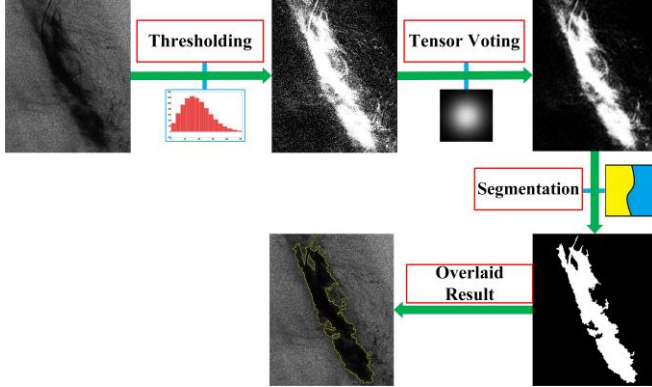 Thresholding
Tensor Voting
Segmentation
Overlaid
Result